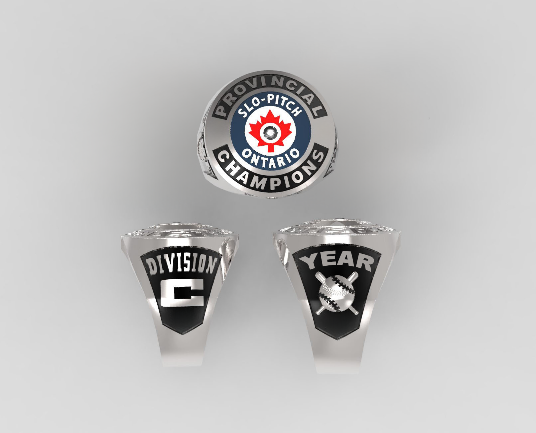 PROVINCIAL
SLO-PITCH
ONTARIO
CHAMPIONS
DIVISION
C
YEAR